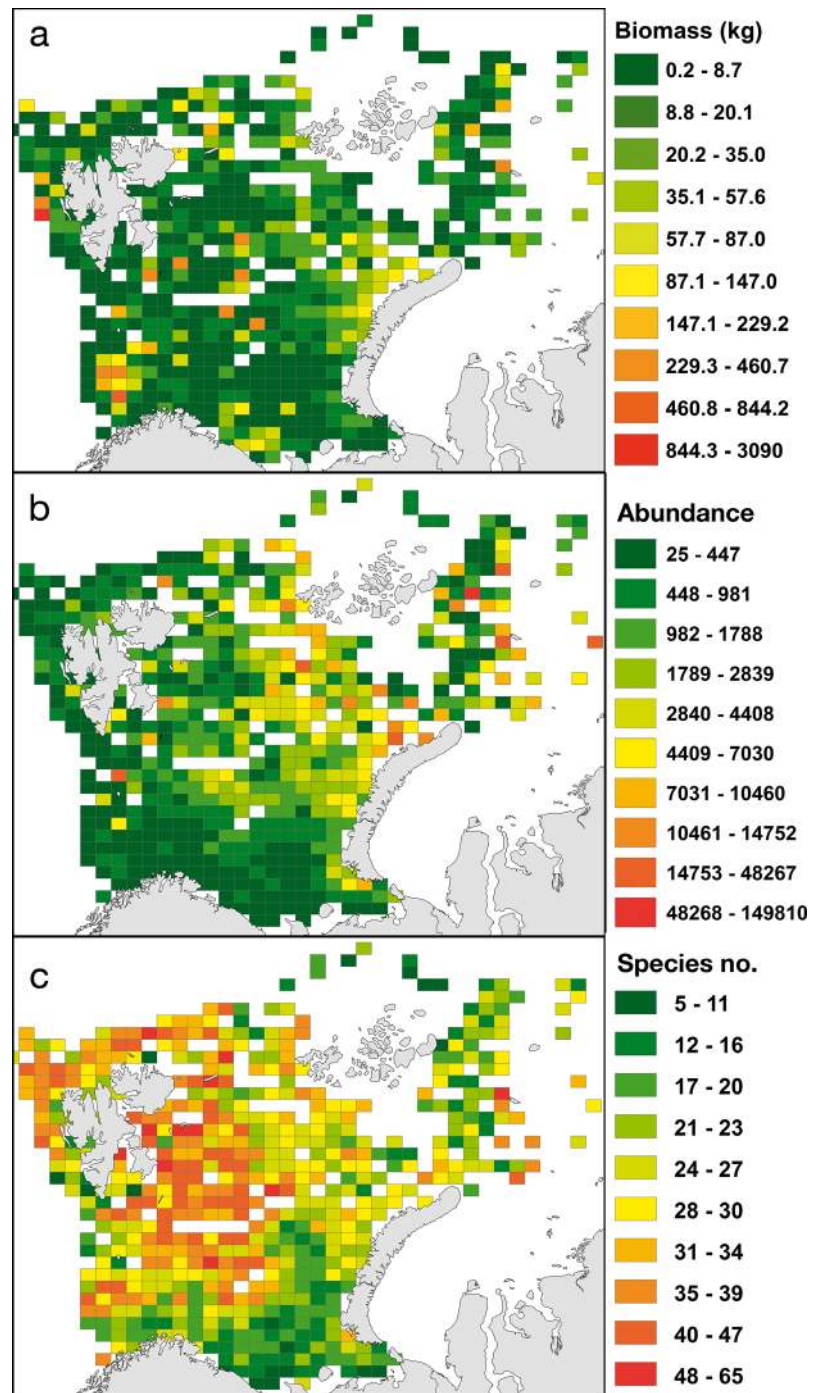 a
Biomass (kg)
0.2 - 8.7
8.8 - 20.1
20.2 - 35.0
35.1 - 57.6
57.7 - 87.0
87.1 - 147.0
147.1 - 229.2
229.3 - 460.7
460.8 - 844.2
844.3 - 3090
b
Abundance
25 - 447
448 - 981
982 - 1788
1789 - 2839
2840 - 4408
4409 - 7030
7031 - 10460
10461 - 14752
14753 - 48267
48268 - 149810
c
Species no.
5 - 11
12 - 16
17 - 20
21 - 23
24 - 27
28 - 30
31 - 34
35 - 39
40 - 47
48 - 65